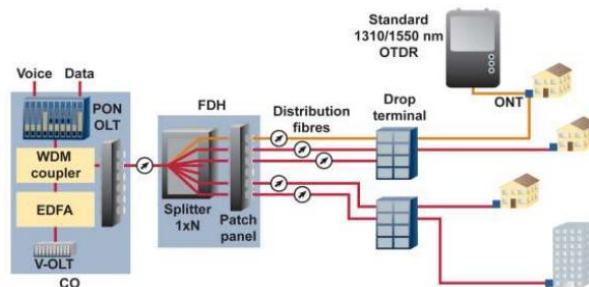 Standard
1310/1550 nm
OTDR
Voice Data
PON
OLT
WDM
coupler
EDFA
V-OLT
CO
FDH
Splitter
1xN
Patch
panel
Distribution
fibres
Drop
terminal
ONT